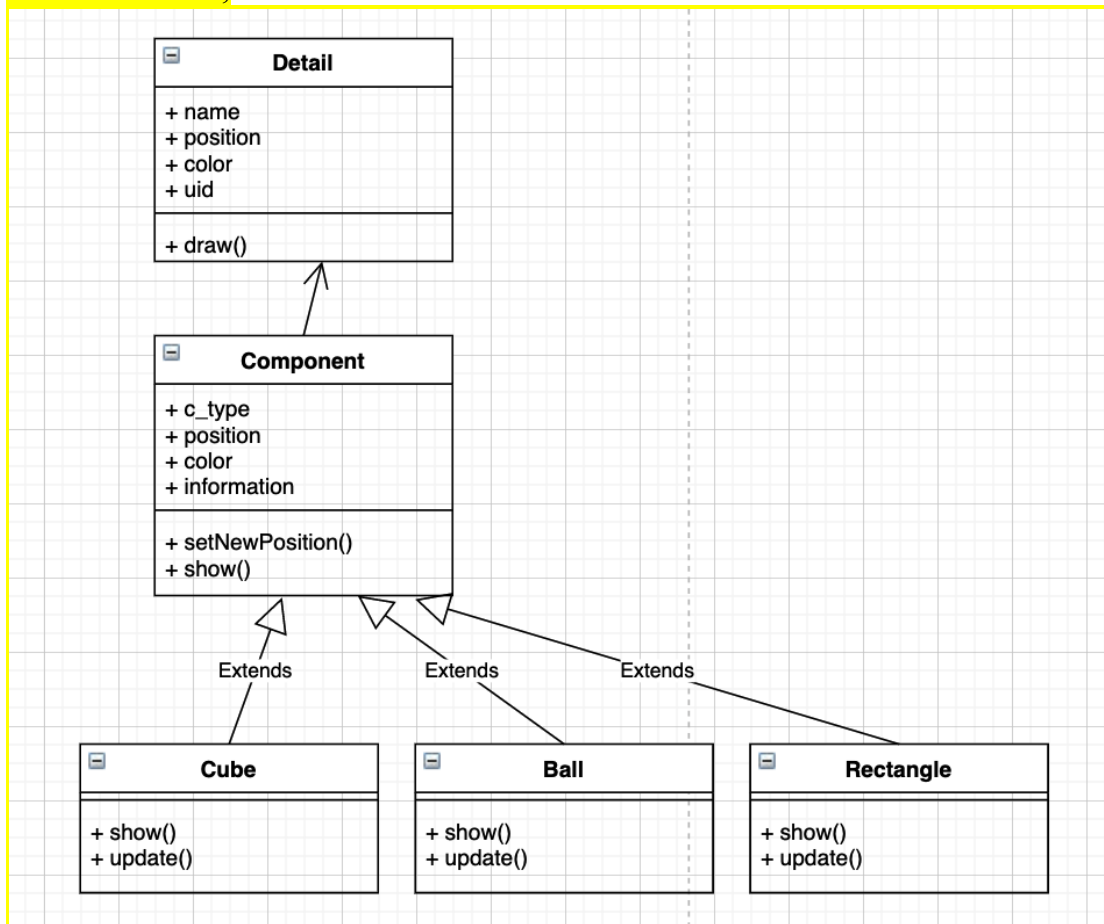 Detail
+ name
+ position
+ color
+ uid
+ draw()
Component
+ c_type
+ position
+ color
+ information
+ setNewPosition()
+ show()
Extends
Extends
Extends
Cube
+ show()
+ update()
Ball
+ show()
+ update()
Rectangle
+ show()
+ update()